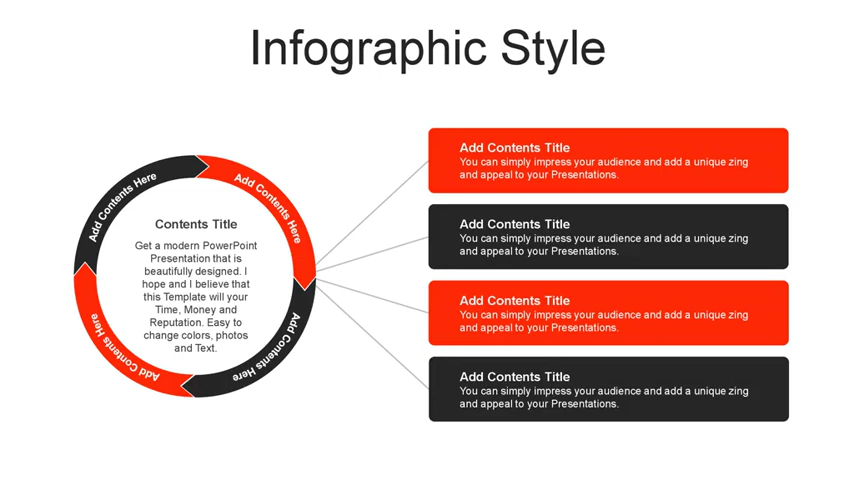 Infographic Style
Add Contents Here
Add Contents Here
Add Contents Here
Add Contents Here
Contents Title
Get a modern PowerPoint
Presentation that is
beautifully designed. I
hope and I believe that
this Template will your
Time, Money and
Reputation. Easy to
change colors, photos
and Text.
Add Contents Title
You can simply impress your audience and add a unique zing
and appeal to your Presentations.
Add Contents Title
You can simply impress your audience and add a unique zing
and appeal to your Presentations.
Add Contents Title
You can simply impress your audience and add a unique zing
and appeal to your Presentations.
Add Contents Title
You can simply impress your audience and add a unique zing
and appeal to your Presentations.